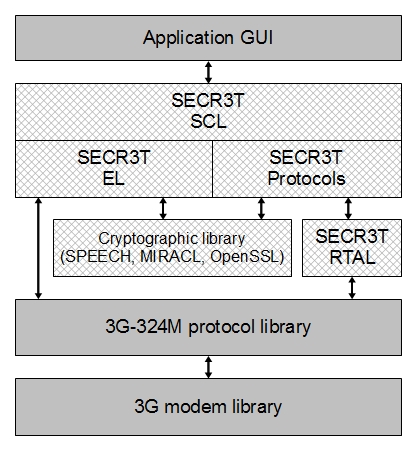 Application GUI
SECR3T
SCL
SECR3T
EL
SECR3T
Protocols
Cryptographic library
(SPEECH, MIRACL, OpenSSL)
SECR3T
RTAL
3G-324M protocol library
3G modem library